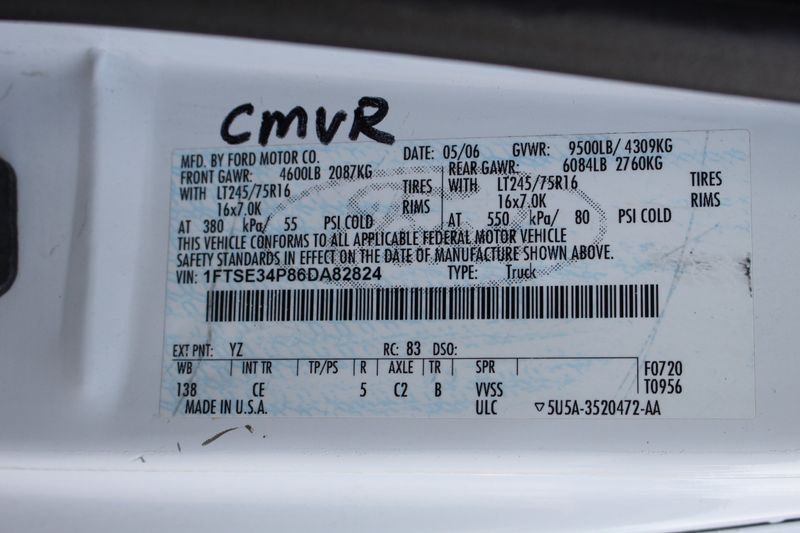 CMVR
MFD. BY FORD MOTOR CO. DATE: 05/06 GVWR: 9500LB/ 4309KG
FRONT GAWR: 4600LB 2087KG REAR GAWR: 6084LB 2760KG
WITH LT245/75R16 TIRES WITH LT245/75R16 TIRES
16x7.0K RIMS 16x7.0K RIMS
AT 380 kPa/ 55 PSI COLD AT 550 kPa/ 80 PSI COLD
THIS VEHICLE CONFORMS TO ALL APPLICABLE FEDERAL MOTOR VEHICLE
SAFETY STANDARDS IN EFFECT ON THE DATE OF MANUFACTURE SHOWN ABOVE.
VIN: 1FTSE34P86DA82824 TYPE: Truck
EXT PNT: YZ RC: 83 DSO:
WB INT TR TP/PS R AXLE TR SPR F0720
138 CE 5 C2 B VVSS T0956
MADE IN U.S.A. ULC ▽5U5A-3520472-AA